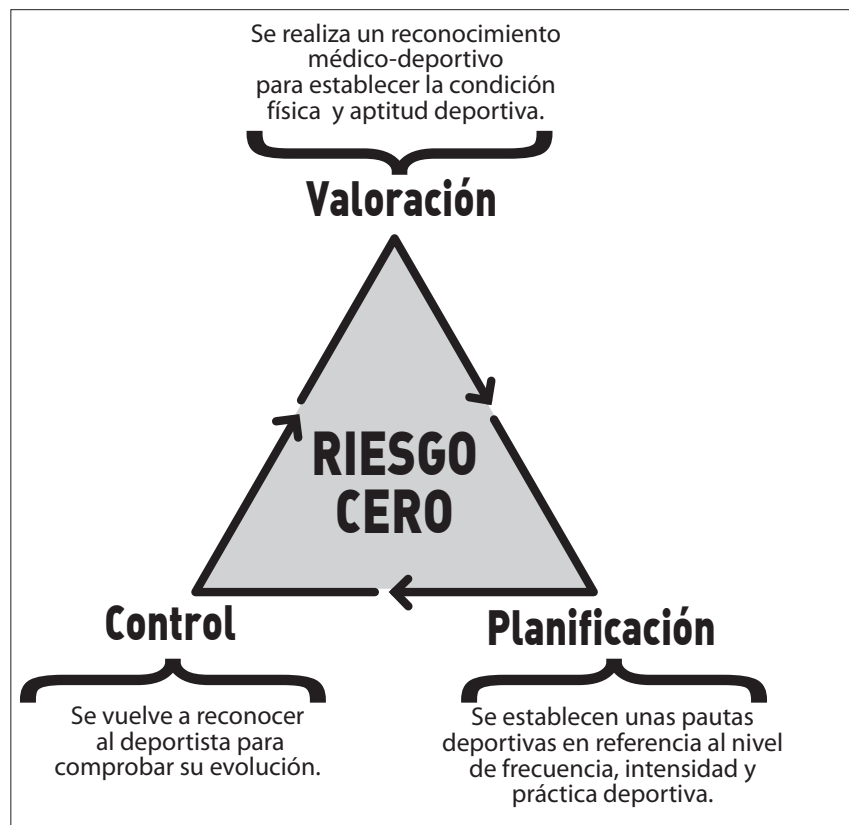 Se realiza un reconocimiento
médico-deportivo
para establecer la condición
física y aptitud deportiva.
Valoración
RIESGO
CERO
Control
Planificación
Se vuelve a reconocer
al deportista para
comprobar su evolución.
Se establecen unas pautas
deportivas en referencia al nivel
de frecuencia, intensidad y
práctica deportiva.